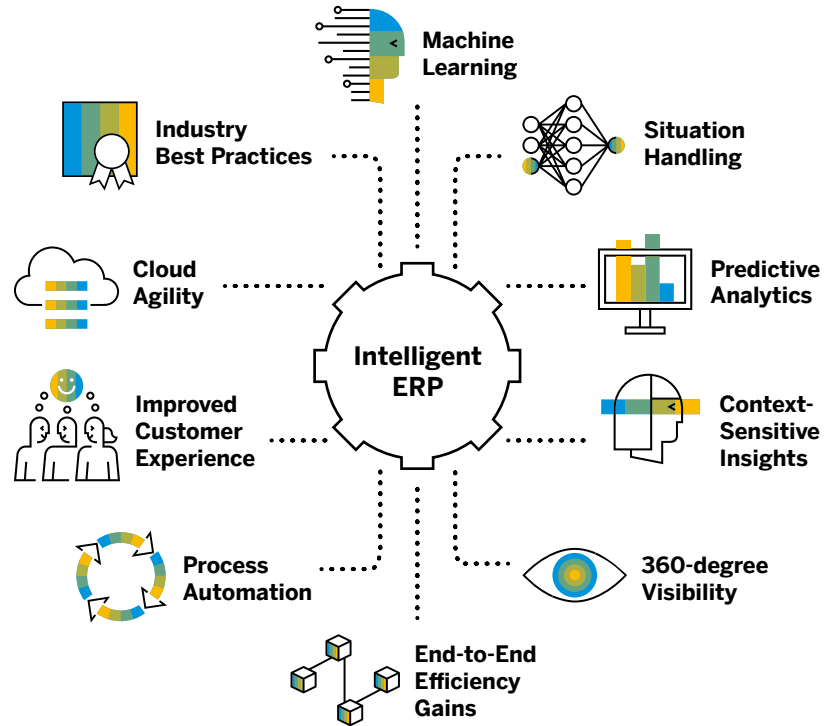 Machine
Learning
Industry
Best Practices
Situation
Handling
Cloud
Agility
Predictive
Analytics
Intelligent
ERP
Improved
Customer
Experience
Context-
Sensitive
Insights
Process
Automation
360-degree
Visibility
End-to-End
Efficiency
Gains